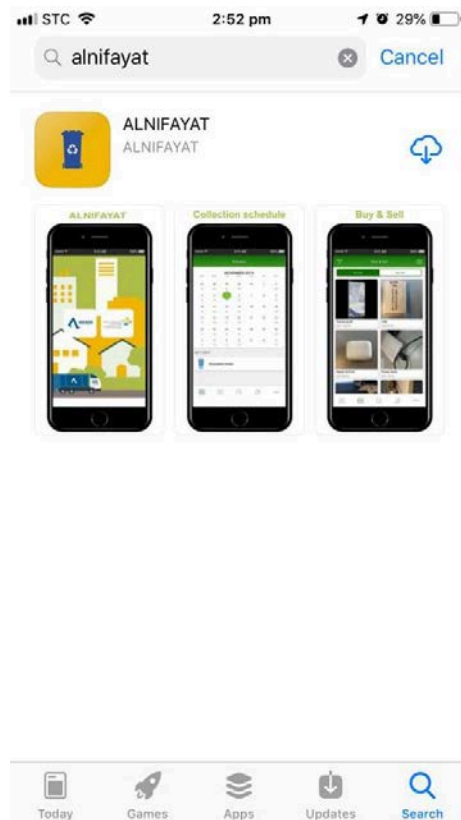 STC 2:52 pm 29%
alnifayat Cancel
ALNIFAYAT
ALNIFAYAT
ALNIFAYAT Collection schedule Buy & Sell
Today Games Apps Updates Search